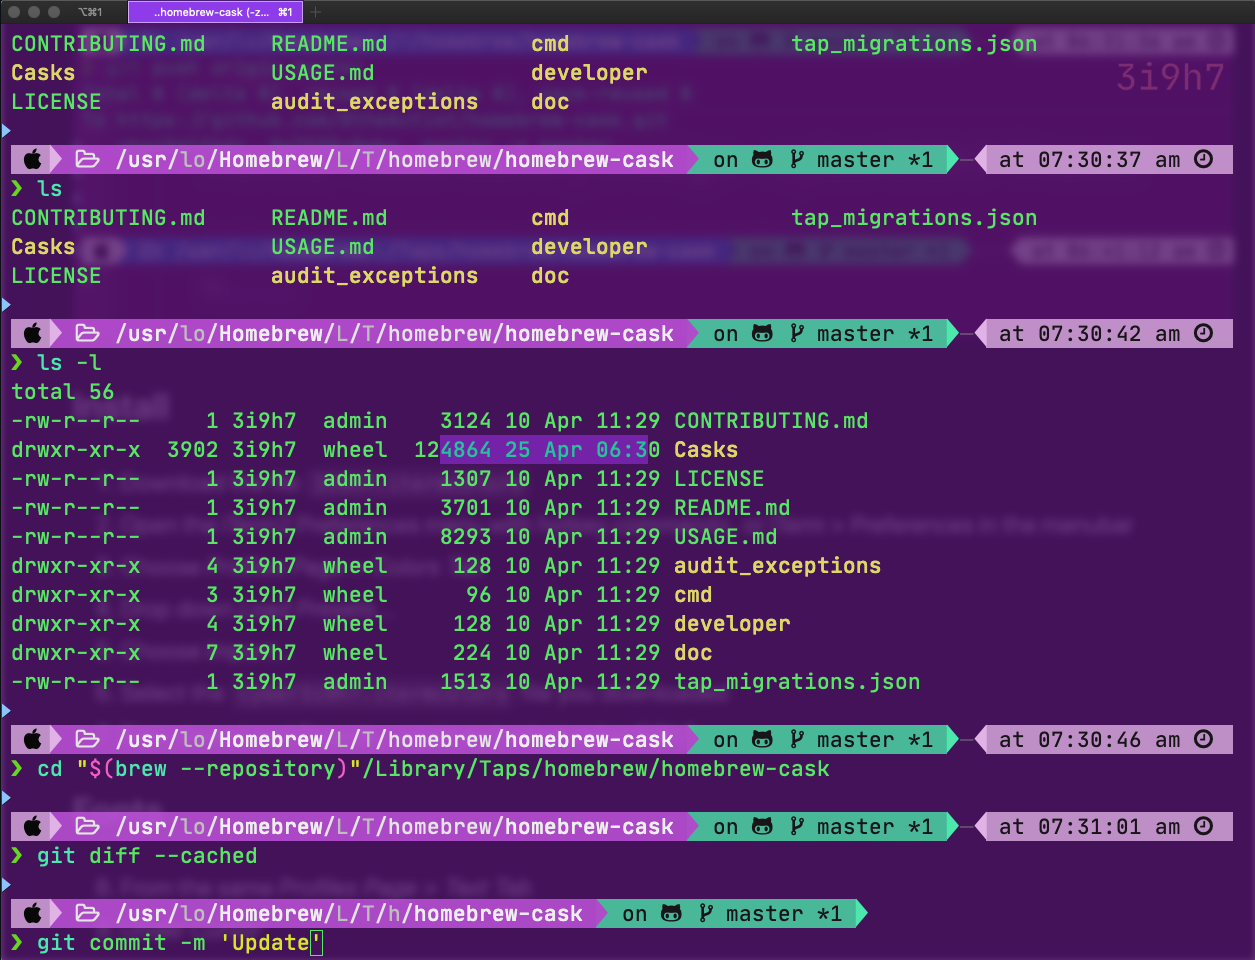 ⌥⌘1 ..homebrew-cask (-z... ⌘1
CONTRIBUTING.md README.md cmd tap_migrations.json
Casks USAGE.md developer
3i9h7
LICENSE audit_exceptions doc
/usr/lo/Homebrew/L/T/homebrew/homebrew-cask on master *1 at 07:30:37 am
❯ ls
CONTRIBUTING.md README.md cmd tap_migrations.json
Casks USAGE.md developer
LICENSE audit_exceptions doc
/usr/lo/Homebrew/L/T/homebrew/homebrew-cask on master *1 at 07:30:42 am
❯ ls -l
total 56
-rw-r--r-- 1 3i9h7 admin 3124 10 Apr 11:29 CONTRIBUTING.md
drwxr-xr-x 3902 3i9h7 wheel 124864 25 Apr 06:30 Casks
-rw-r--r-- 1 3i9h7 admin 1307 10 Apr 11:29 LICENSE
-rw-r--r-- 1 3i9h7 admin 3701 10 Apr 11:29 README.md
-rw-r--r-- 1 3i9h7 admin 8293 10 Apr 11:29 USAGE.md
drwxr-xr-x 4 3i9h7 wheel 128 10 Apr 11:29 audit_exceptions
drwxr-xr-x 3 3i9h7 wheel 96 10 Apr 11:29 cmd
drwxr-xr-x 4 3i9h7 wheel 128 10 Apr 11:29 developer
drwxr-xr-x 7 3i9h7 wheel 224 10 Apr 11:29 doc
-rw-r--r-- 1 3i9h7 admin 1513 10 Apr 11:29 tap_migrations.json
/usr/lo/Homebrew/L/T/homebrew/homebrew-cask on master *1 at 07:30:46 am
❯ cd "$(brew --repository)"/Library/Taps/homebrew/homebrew-cask
/usr/lo/Homebrew/L/T/homebrew/homebrew-cask on master *1 at 07:31:01 am
❯ git diff --cached
/usr/lo/Homebrew/L/T/h/homebrew-cask on master *1
❯ git commit -m 'Update'